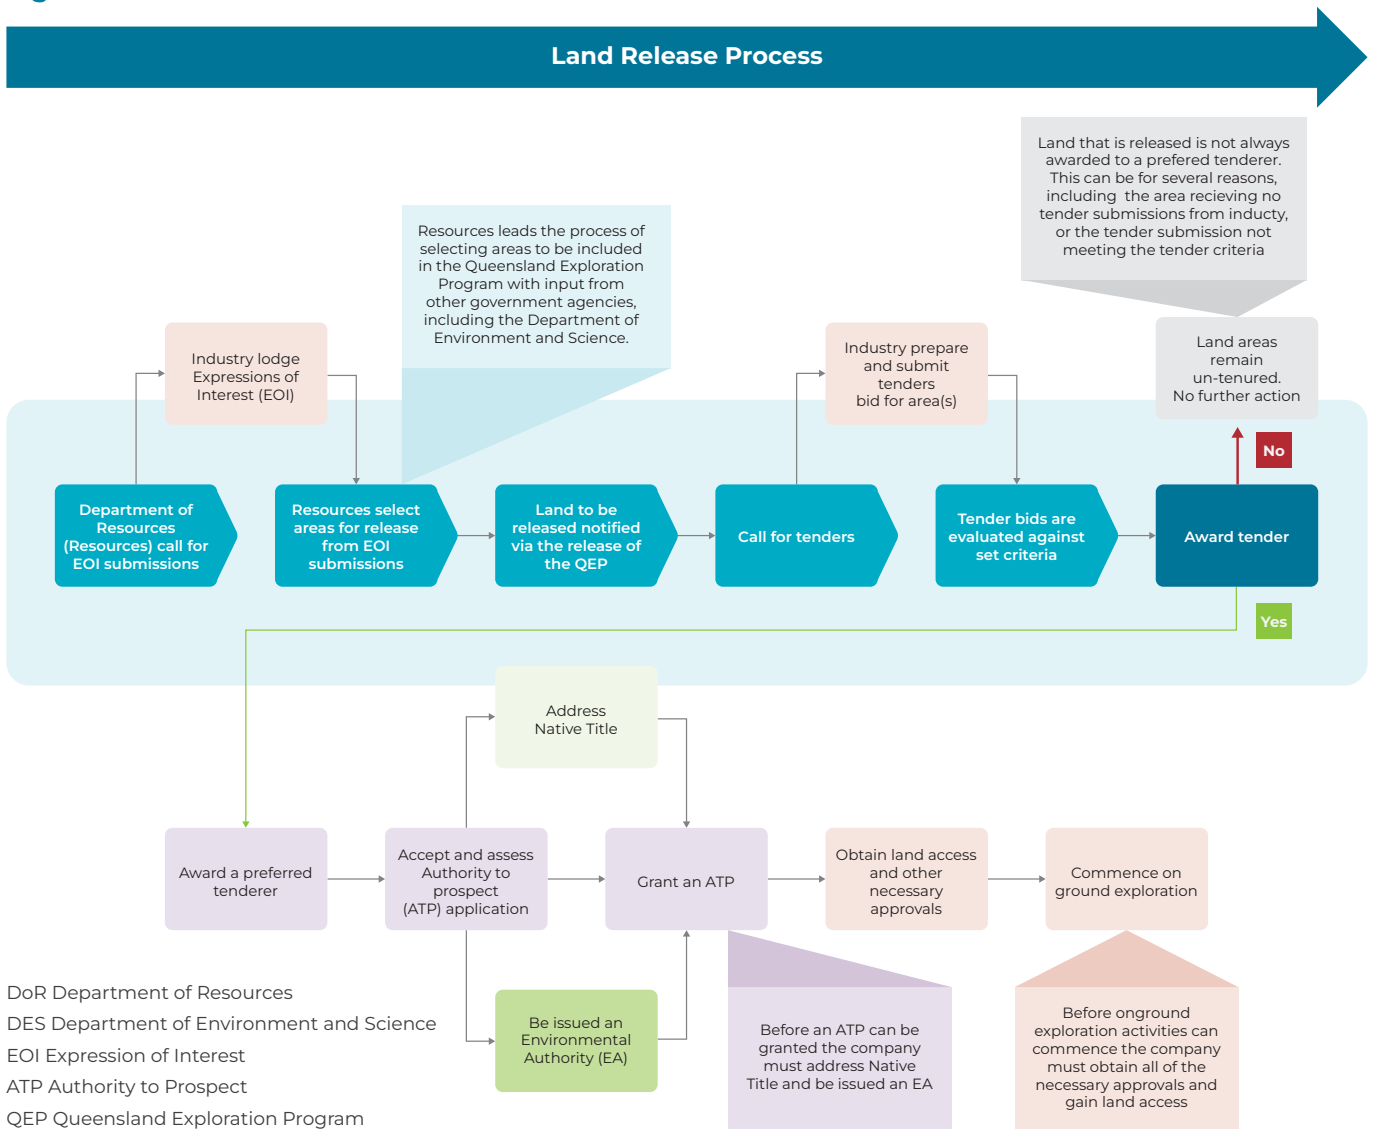 Land Release Process
Land that is released is not always
awarded to a prefered tenderer.
This can be for several reasons,
including the area recieving no
tender submissions from inducty,
or the tender submission not
meeting the tender criteria
Resources leads the process of
selecting areas to be included
in the Queensland Exploration
Program with input from
other government agencies,
including the Department of
Environment and Science.
Industry lodge
Expressions of
Interest (EOI)
Industry prepare
and submit
tenders
bid for area(s)
Land areas
remain
un-tenured.
No further action
No
Department of
Resources
(Resources) call for
EOI submissions
Resources select
areas for release
from EOI
submissions
Land to be
released notified
via the release of
the QEP
Call for tenders
Tender bids are
evaluated against
set criteria
Award tender
Yes
Address
Native Title
Award a preferred
tenderer
Accept and assess
Authority to
prospect
(ATP) application
Grant an ATP
Obtain land access
and other
necessary
approvals
Commence on
ground exploration
Be issued an
Environmental
Authority (EA)
Before an ATP can be
granted the company
must address Native
Title and be issued an EA
Before onground
exploration activities can
commence the company
must obtain all of the
necessary approvals and
gain land access
DoR Department of Resources
DES Department of Environment and Science
EOI Expression of Interest
ATP Authority to Prospect
QEP Queensland Exploration Program